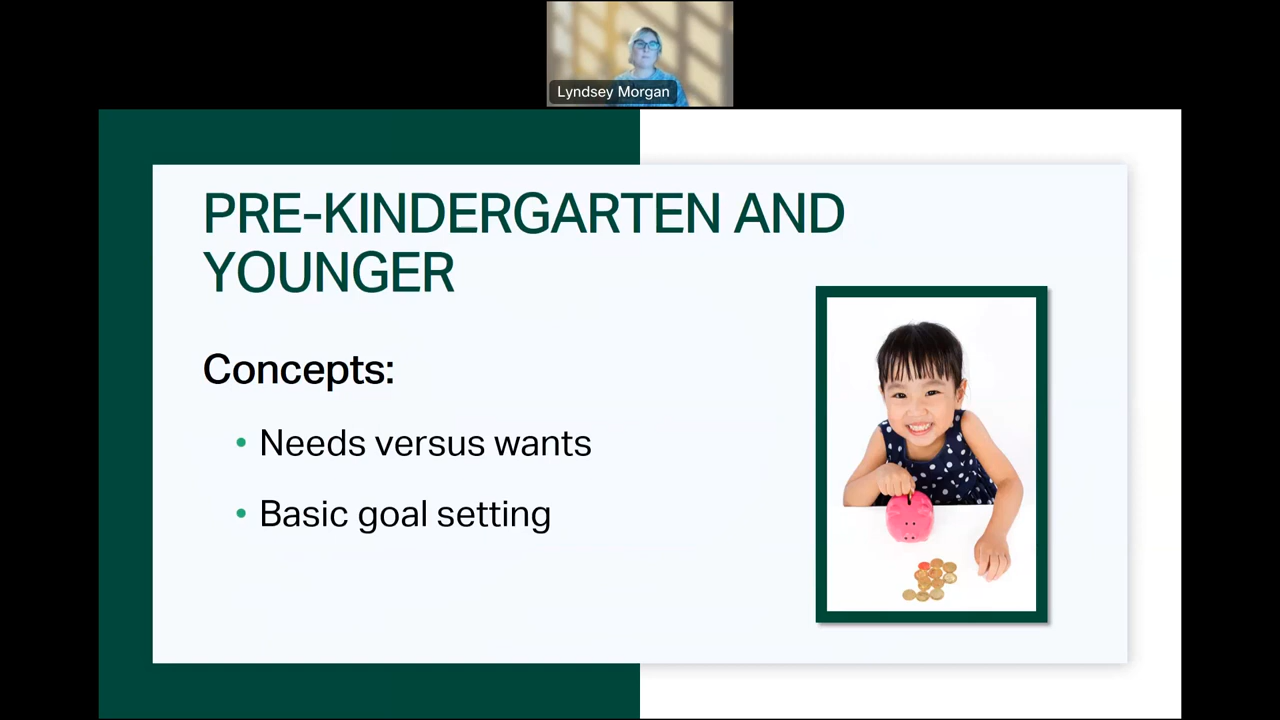 Lyndsey Morgan
PRE-KINDERGARTEN AND
YOUNGER
Concepts:
• Needs versus wants
• Basic goal setting